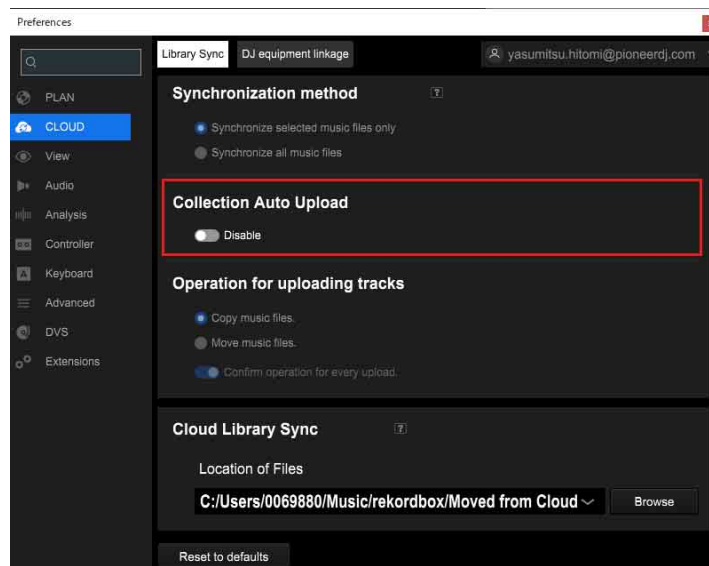 Preferences
Library Sync
DJ equipment linkage
yasumitsu.hitomi@pioneerdj.com
PLAN
CLOUD
View
Audio
Analysis
Controller
Keyboard
Advanced
DVS
Extensions
Synchronization method
?
Synchronize selected music files only
Synchronize all music files
Collection Auto Upload
Disable
Operation for uploading tracks
Copy music files.
Move music files.
Confirm operation for every upload.
Cloud Library Sync
?
Location of Files
C:/Users/0069880/Music/rekordbox/Moved from Cloud
Browse
Reset to defaults